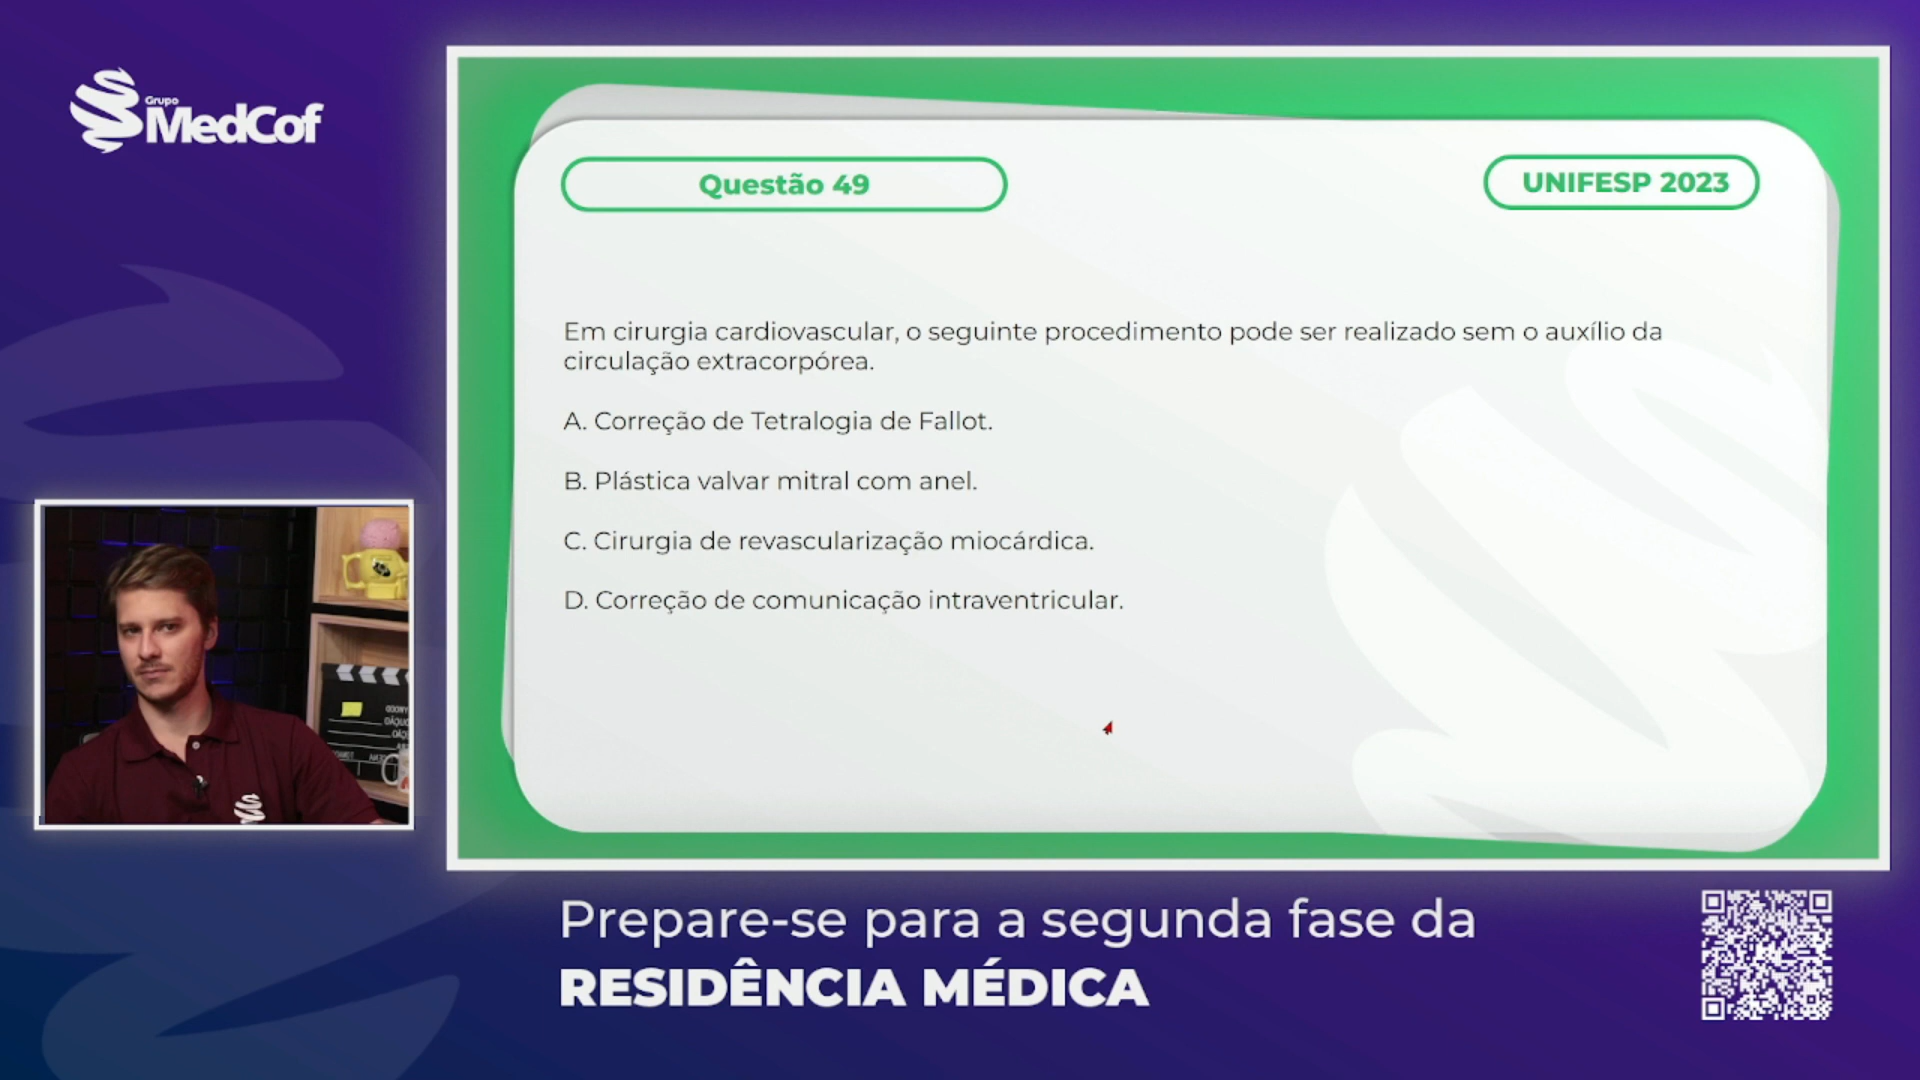 Grupo
MedCof
Questão 49
UNIFESP 2023
Em cirurgia cardiovascular, o seguinte procedimento pode ser realizado sem o auxílio da
circulação extracorpórea.
A. Correção de Tetralogia de Fallot.
B. Plástica valvar mitral com anel.
C. Cirurgia de revascularização miocárdica.
D. Correção de comunicação intraventricular.
Prepare-se para a segunda fase da
RESIDÊNCIA MÉDICA